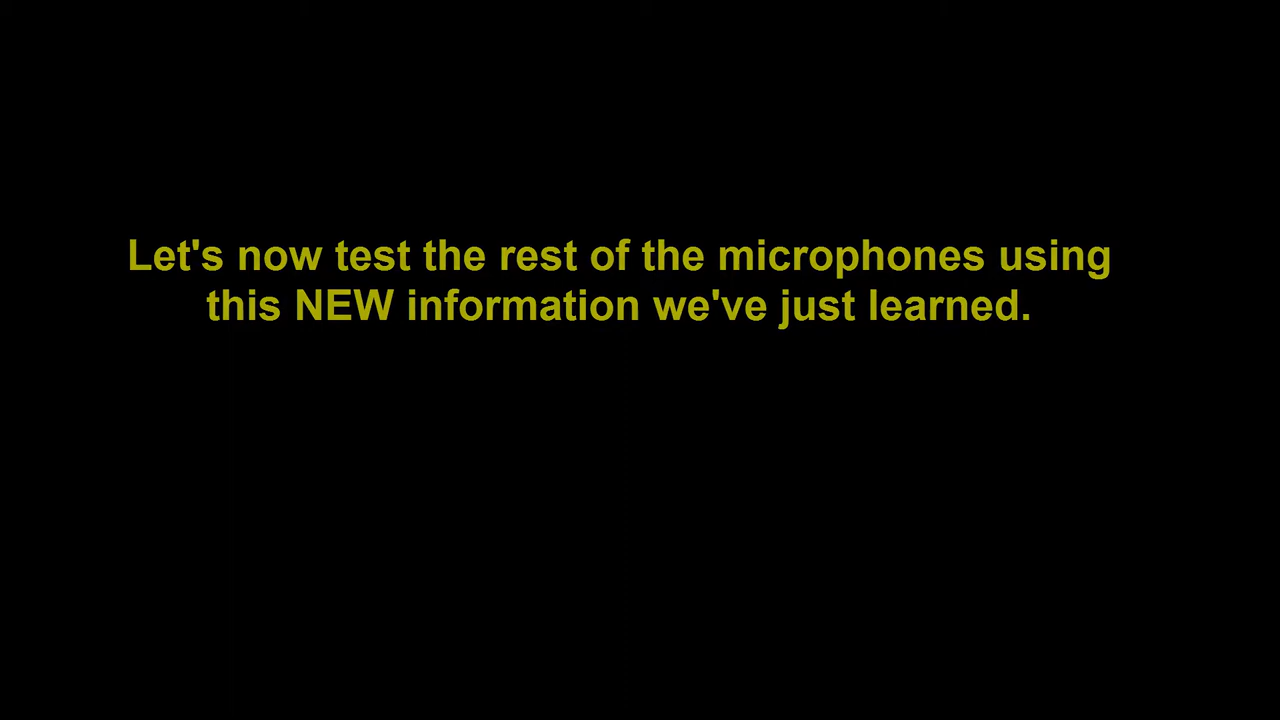 Let's now test the rest of the microphones using
this NEW information we've just learned.